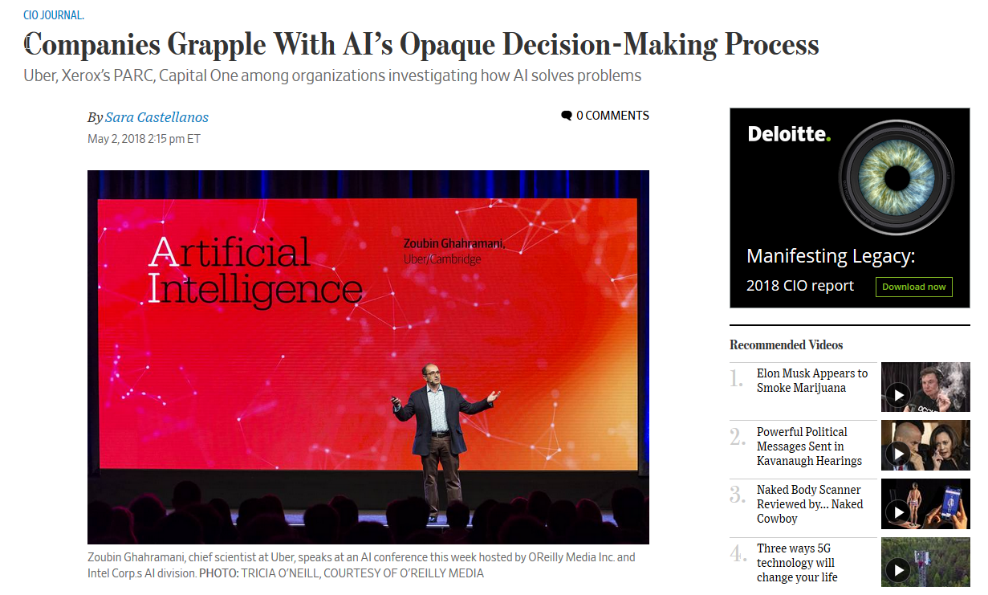 CIO JOURNAL.
Companies Grapple With AI's Opaque Decision-Making Process
Uber, Xerox's PARC, Capital One among organizations investigating how AI solves problems
By Sara Castellanos
0 COMMENTS
May 2, 2018 2:15 pm ET
Artificial
Intelligence
Zoubin Ghahramani,
Uber/Cambridge
Zoubin Ghahramani, chief scientist at Uber, speaks at an AI conference this week hosted by OReilly Media Inc. and
Intel Corp.s AI division. PHOTO: TRICIA O'NEILL, COURTESY OF O'REILLY MEDIA
Deloitte.
Manifesting Legacy:
2018 CIO report
Download now
Recommended Videos
1. Elon Musk Appears to
Smoke Marijuana
2. Powerful Political
Messages Sent in
Kavanaugh Hearings
3. Naked Body Scanner
Reviewed by... Naked
Cowboy
4. Three ways 5G
technology will
change your life